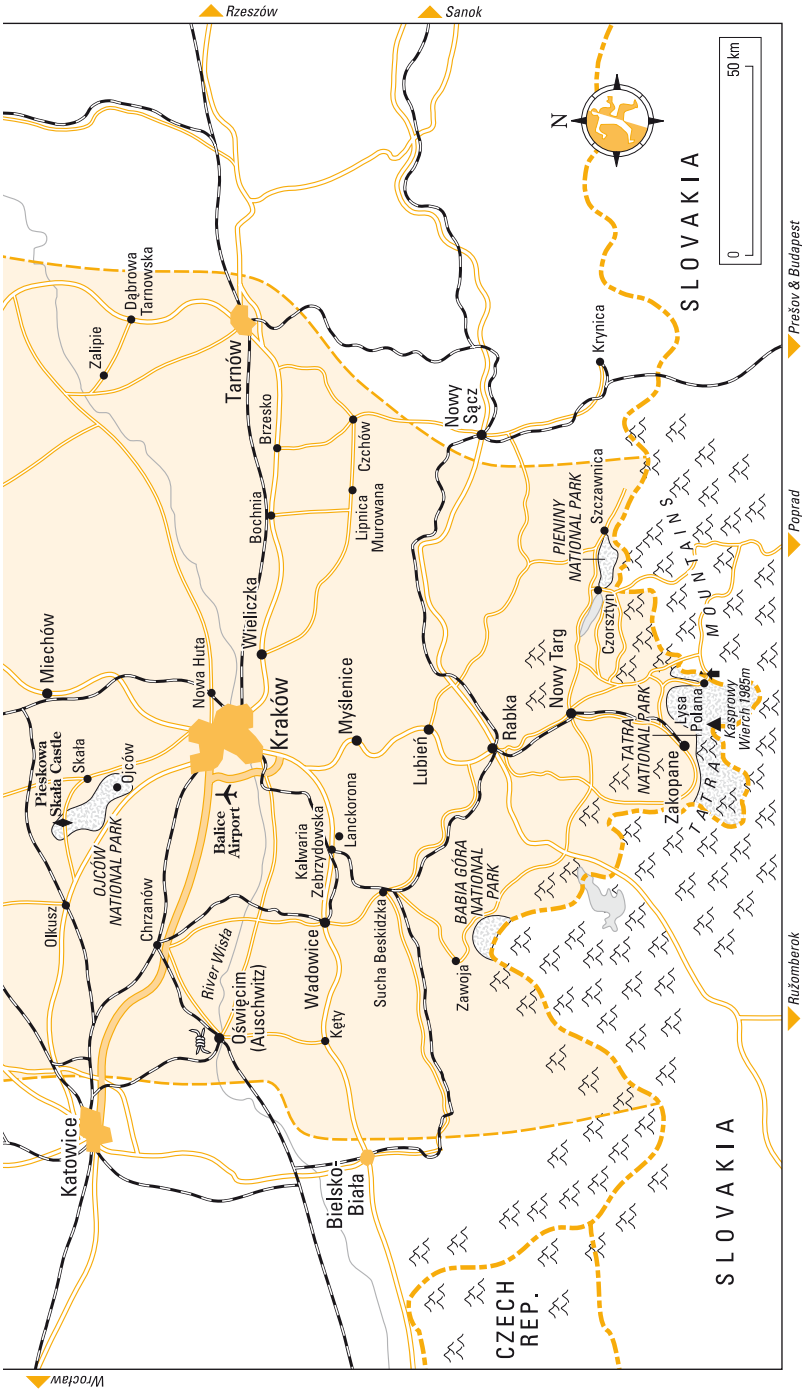 Rzeszów
Sanok
Prešov & Budapest
Poprad
Ružomberok
Wrocław
N
0
50 km
SLOVAKIA
SLOVAKIA
CZECH
REP.
Katowice
Olkusz
Pieskowa
Skała Castle
Skała
Ojców
OJCÓW
NATIONAL PARK
Miechów
Chrzanów
Balice
Airport
Nowa Huta
Kraków
Wieliczka
River Wisła
Oświęcim
(Auschwitz)
Zalipie
Dąbrowa
Tarnowska
Tarnów
Brzesko
Bochnia
Czchów
Lipnica
Murowana
Bielsko-
Biała
Kęty
Wadowice
Kalwaria
Zebrzydowska
Lanckorona
Myślenice
Sucha Beskidzka
Lubień
Zawoja
BABIA GÓRA
NATIONAL
PARK
Rabka
Nowy
Sącz
Krynica
Nowy Targ
Czorsztyn
PIENINY
NATIONAL PARK
Szczawnica
TATRA
NATIONAL PARK
Zakopane
Lysa
Polana
Kasprowy
Wierch 1985m
TATRA MOUNTAINS